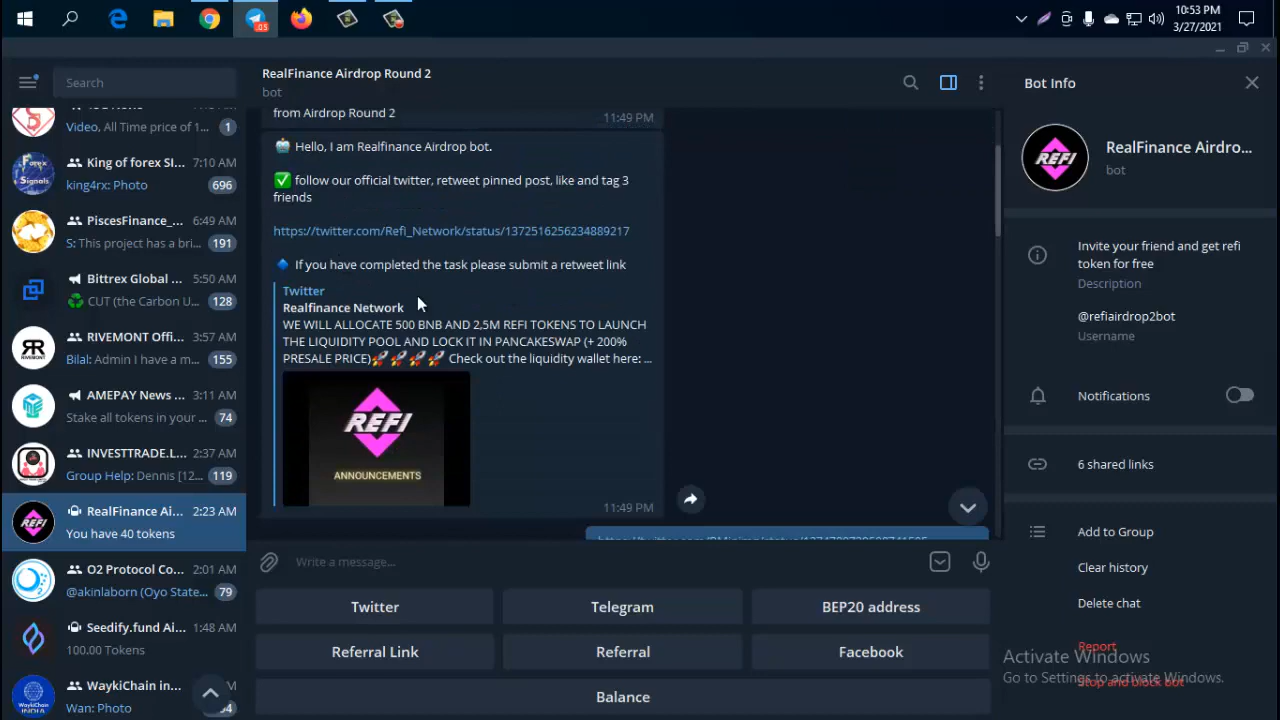 10:53 PM
3/27/2021
05
Search
RealFinance Airdrop Round 2
bot
Bot Info
from Airdrop Round 2
11:49 PM
Hello, I am Realfinance Airdrop bot.
follow our official twitter, retweet pinned post, like and tag 3
friends
https://twitter.com/Refi_Network/status/1372516256234889217
If you have completed the task please submit a retweet link
Twitter
Realfinance Network
WE WILL ALLOCATE 500 BNB AND 2,5M REFI TOKENS TO LAUNCH
THE LIQUIDITY POOL AND LOCK IT IN PANCAKESWAP (+ 200%
PRESALE PRICE)🚀🚀🚀🚀 Check out the liquidity wallet here: ...
REFI
ANNOUNCEMENTS
11:49 PM
Video, All Time price of 1... 1
King of forex SI... 7:10 AM
king4rx: Photo 696
Forex
Signals
PiscesFinance_... 6:49 AM
S: This project has a bri... 191
Bittrex Global ... 5:50 AM
CUT (the Carbon U... 128
RIVEMONT Offi... 3:57 AM
Bilal: Admin I have a m... 155
AMEPAY News ... 3:11 AM
Stake all tokens in your ... 74
INVESTTRADE.L... 2:37 AM
Group Help: Dennis [12... 119
RealFinance Ai... 2:23 AM
You have 40 tokens
REFI
O2 Protocol Co... 2:01 AM
@akinlaborn (Oyo State... 79
Seedify.fund Ai... 1:48 AM
100.00 Tokens
WaykiChain in...
Wan: Photo
Write a message...
Twitter
Telegram
BEP20 address
Referral Link
Referral
Facebook
Balance
REFI
RealFinance Airdro...
bot
Invite your friend and get refi
token for free
Description
@refiairdrop2bot
Username
Notifications
6 shared links
Add to Group
Clear history
Delete chat
Report
Stop and block bot
Activate Windows
Go to Settings to activate Windows.